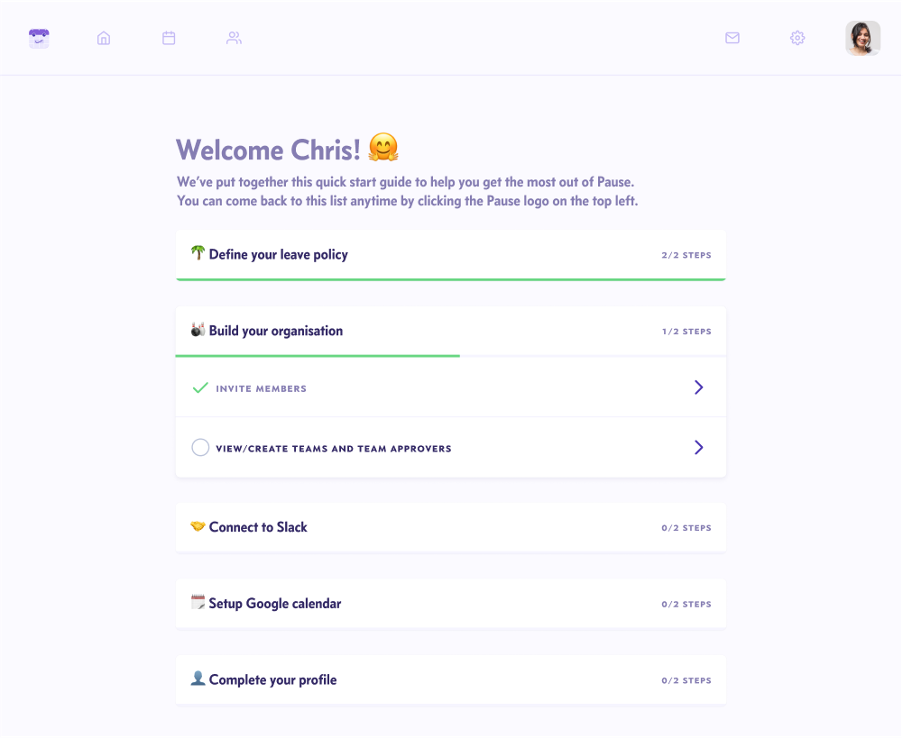 Welcome Chris! 🤗
We’ve put together this quick start guide to help you get the most out of Pause.
You can come back to this list anytime by clicking the Pause logo on the top left.
Define your leave policy
2/2 STEPS
Build your organisation
1/2 STEPS
INVITE MEMBERS
VIEW/CREATE TEAMS AND TEAM APPROVERS
Connect to Slack
0/2 STEPS
Setup Google calendar
0/2 STEPS
Complete your profile
0/2 STEPS